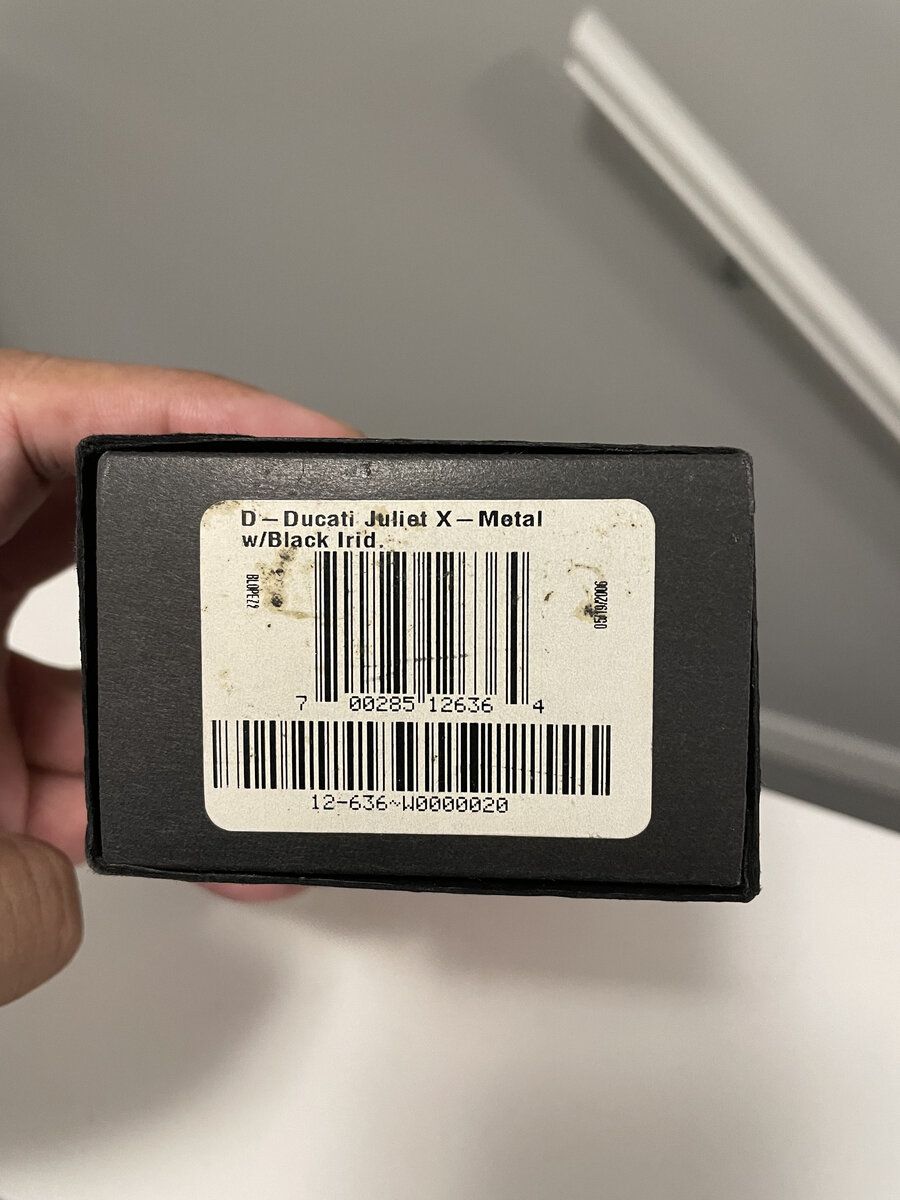 D-Ducati Juliet X-Metal
w/Black Irid.
BLOPEZ2
05/19/2006
7 00285 12636 4
12-636~W0000020